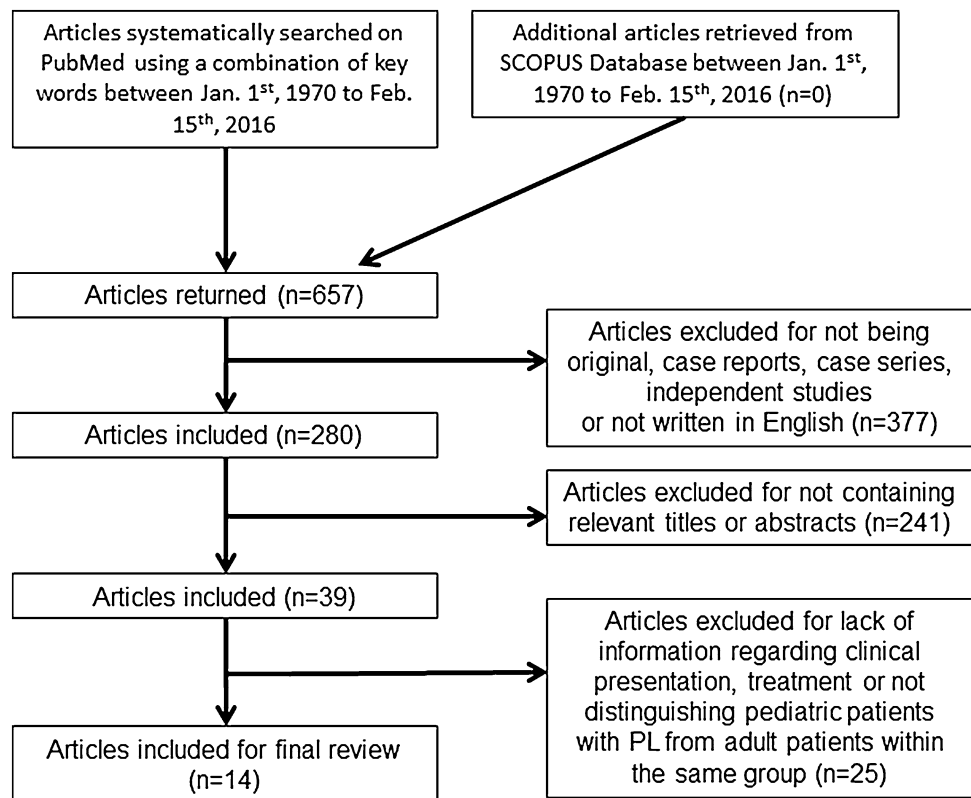 Articles systematically searched on
PubMed using a combination of key
words between Jan. 1st, 1970 to Feb.
15th, 2016
Additional articles retrieved from
SCOPUS Database between Jan. 1st,
1970 to Feb. 15th, 2016 (n=0)
Articles returned (n=657)
Articles excluded for not being
original, case reports, case series,
independent studies
or not written in English (n=377)
Articles included (n=280)
Articles excluded for not containing
relevant titles or abstracts (n=241)
Articles included (n=39)
Articles excluded for lack of
information regarding clinical
presentation, treatment or not
distinguishing pediatric patients
with PL from adult patients within
the same group (n=25)
Articles included for final review
(n=14)